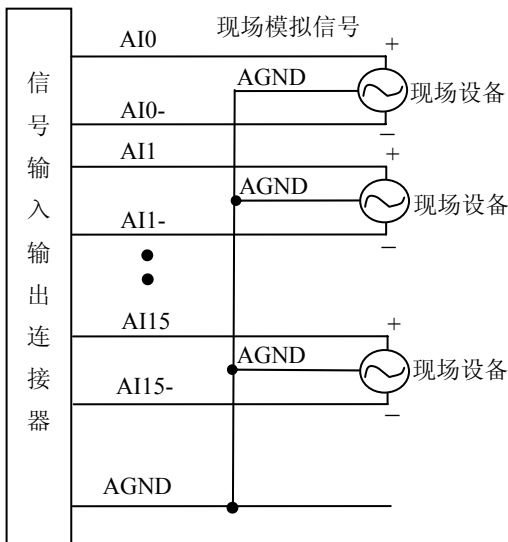 信号输入输出连接器
现场模拟信号
AI0
+
AGND
现场设备
AI0-
−
AI1
+
AGND
现场设备
AI1-
−
AI15
+
AGND
现场设备
AI15-
−
AGND